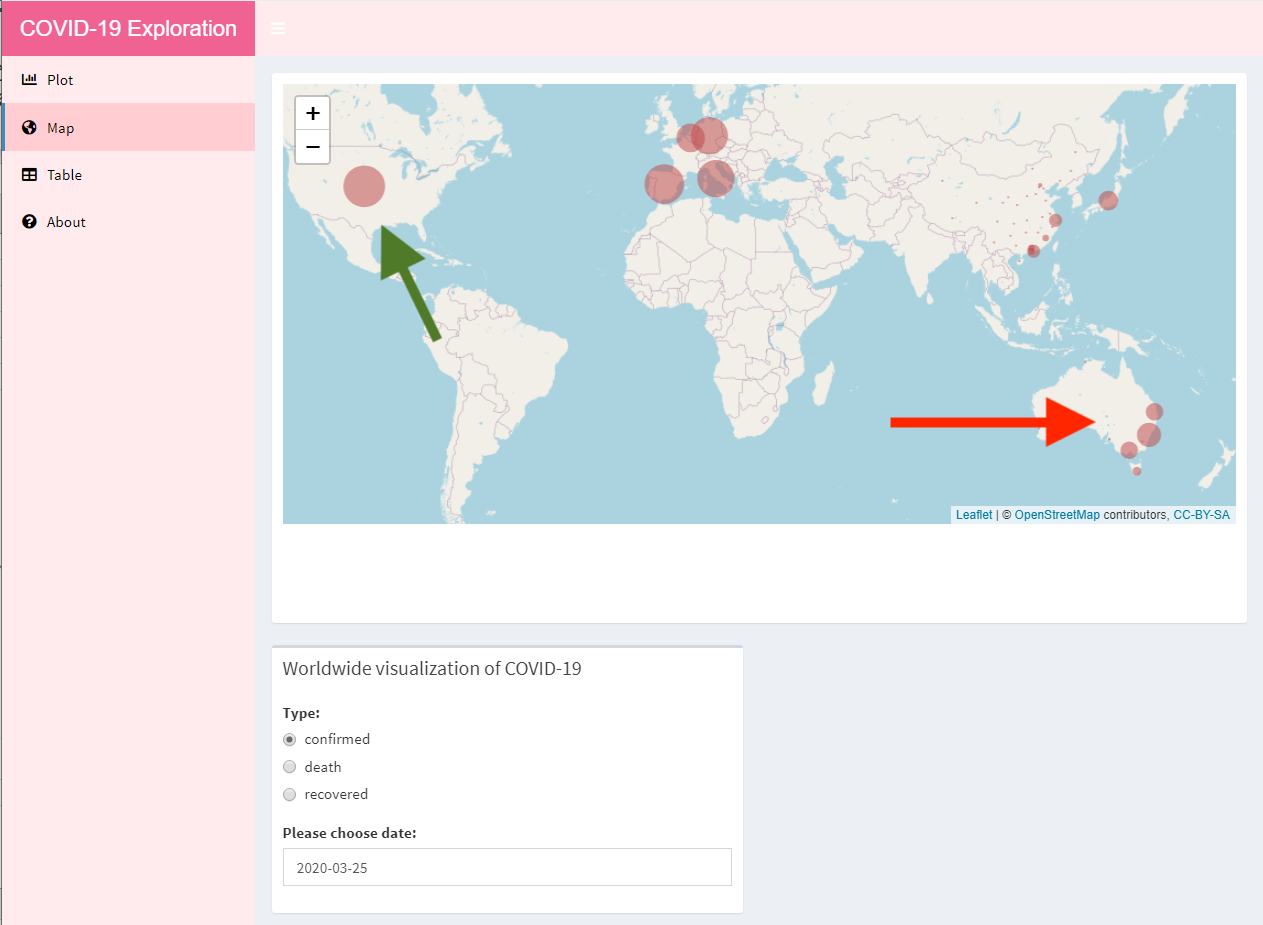 COVID-19 Exploration
Plot
Map
Table
About
+
−
Leaflet | © OpenStreetMap contributors, CC-BY-SA
Worldwide visualization of COVID-19
Type:
confirmed
death
recovered
Please choose date:
2020-03-25